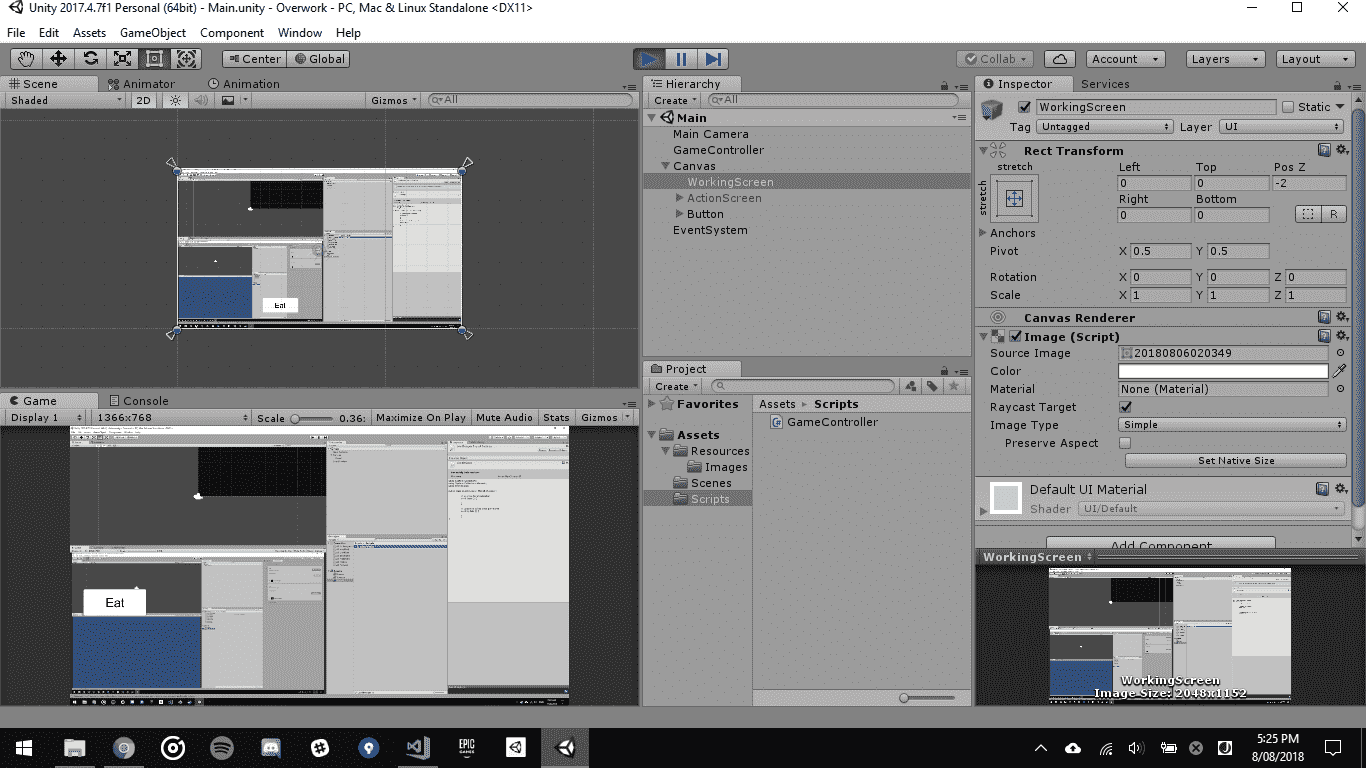 Unity 2017.4.7f1 Personal (64bit) - Main.unity - Overwork - PC, Mac & Linux Standalone <DX11>
File Edit Assets GameObject Component Window Help
Center Global
Collab Account Layers Layout
Scene Animator Animation
Shaded 2D Gizmos All
Eat
Game Console
Display 1 1366x768 Scale 0.36: Maximize On Play Mute Audio Stats Gizmos
Eat
Hierarchy
Create All
Main
Main Camera
GameController
Canvas
WorkingScreen
ActionScreen
Button
EventSystem
Project
Create
Favorites
Assets
Resources
Images
Scenes
Scripts
Assets Scripts
GameController
Inspector Services
WorkingScreen Static
Tag Untagged Layer UI
Rect Transform
stretch
stretch
Left Top Pos Z
0 0 -2
Right Bottom
0 0 R
Anchors
Pivot X 0.5 Y 0.5
Rotation X 0 Y 0 Z 0
Scale X 1 Y 1 Z 1
Canvas Renderer
Image (Script)
Source Image 20180806020349
Color
Material None (Material)
Raycast Target
Image Type Simple
Preserve Aspect
Set Native Size
Default UI Material
Shader UI/Default
Add Component
WorkingScreen
WorkingScreen
Image Size: 2048x1152
EPIC GAMES
5:25 PM
8/08/2018